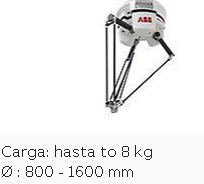 ABB
Carga: hasta to 8 kg
Ø : 800 - 1600 mm